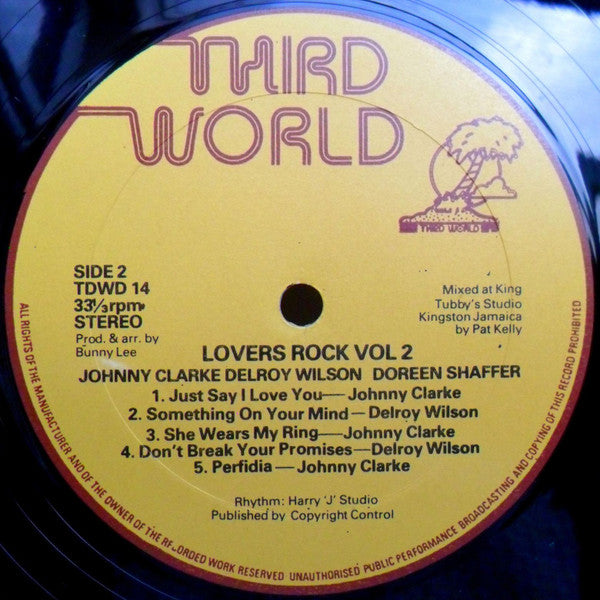 THIRD
WORLD
THIRD WORLD
SIDE 2
TDWD 14
33⅓rpm
STEREO
Prod. & arr. by
Bunny Lee
Mixed at King
Tubby's Studio
Kingston Jamaica
by Pat Kelly
LOVERS ROCK VOL 2
JOHNNY CLARKE DELROY WILSON DOREEN SHAFFER
1. Just Say I Love You—Johnny Clarke
2. Something On Your Mind—Delroy Wilson
3. She Wears My Ring—Johnny Clarke
4. Don't Break Your Promises—Delroy Wilson
5. Perfidia—Johnny Clarke
Rhythm: Harry 'J' Studio
Published by Copyright Control
ALL RIGHTS OF THE MANUFACTURER AND OF THE OWNER OF THE RECORDED WORK RESERVED UNAUTHORISED PUBLIC PERFORMANCE BROADCASTING AND COPYING OF THIS RECORD PROHIBITED